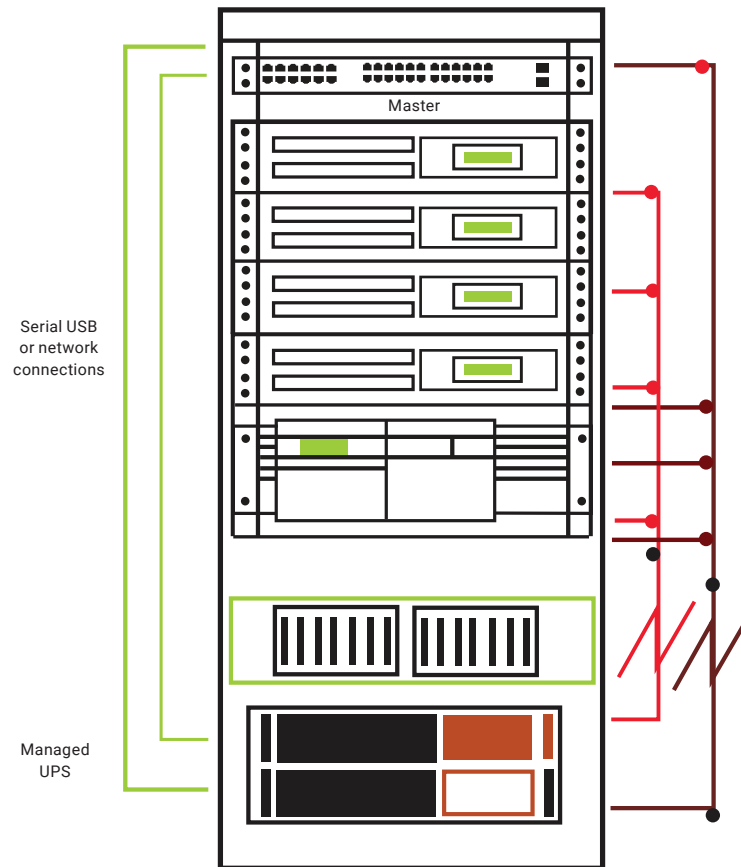 Master
Serial USB
or network
connections
Managed
UPS